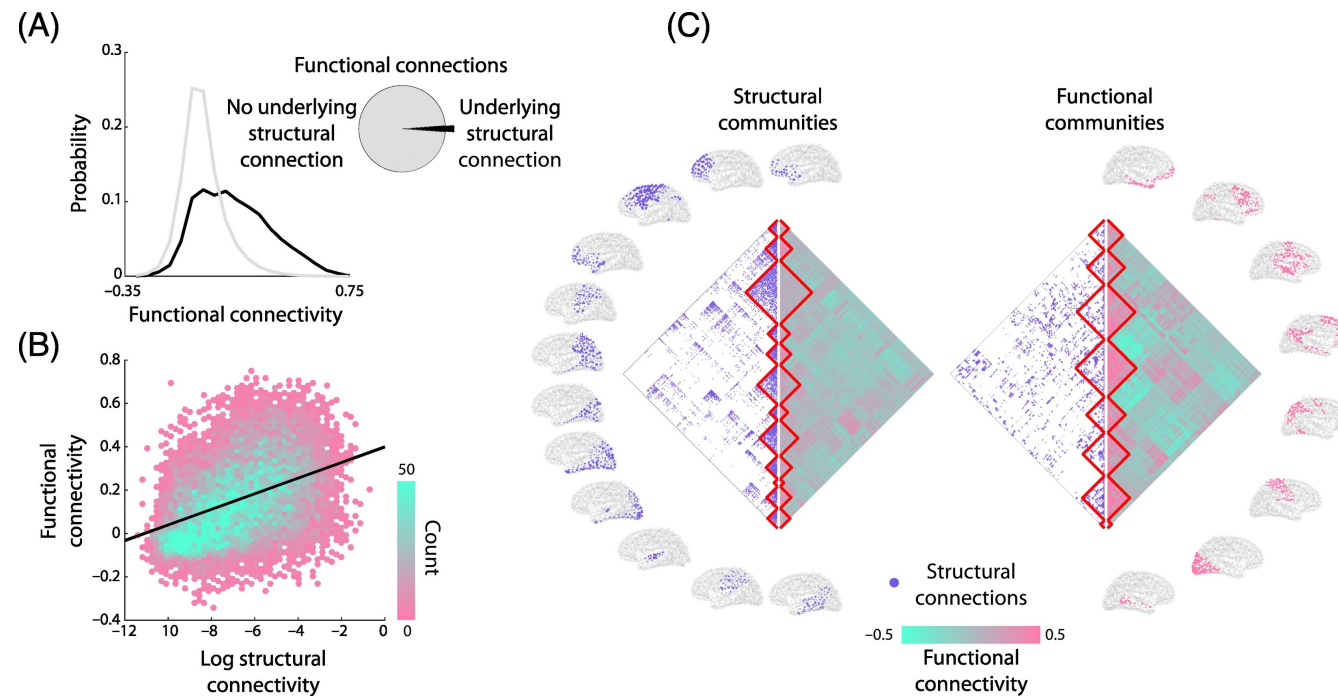 (A)
0.3
0.2
0.1
0
Probability
−0.35
0.75
Functional connectivity
Functional connections
No underlying
structural
connection
Underlying
structural
connection
(B)
0.8
0.6
0.4
0.2
0
−0.2
−0.4
Functional
connectivity
−12
−10
−8
−6
−4
−2
0
Log structural
connectivity
50
0
Count
(C)
Structural
communities
Functional
communities
Structural
connections
−0.5
0.5
Functional
connectivity